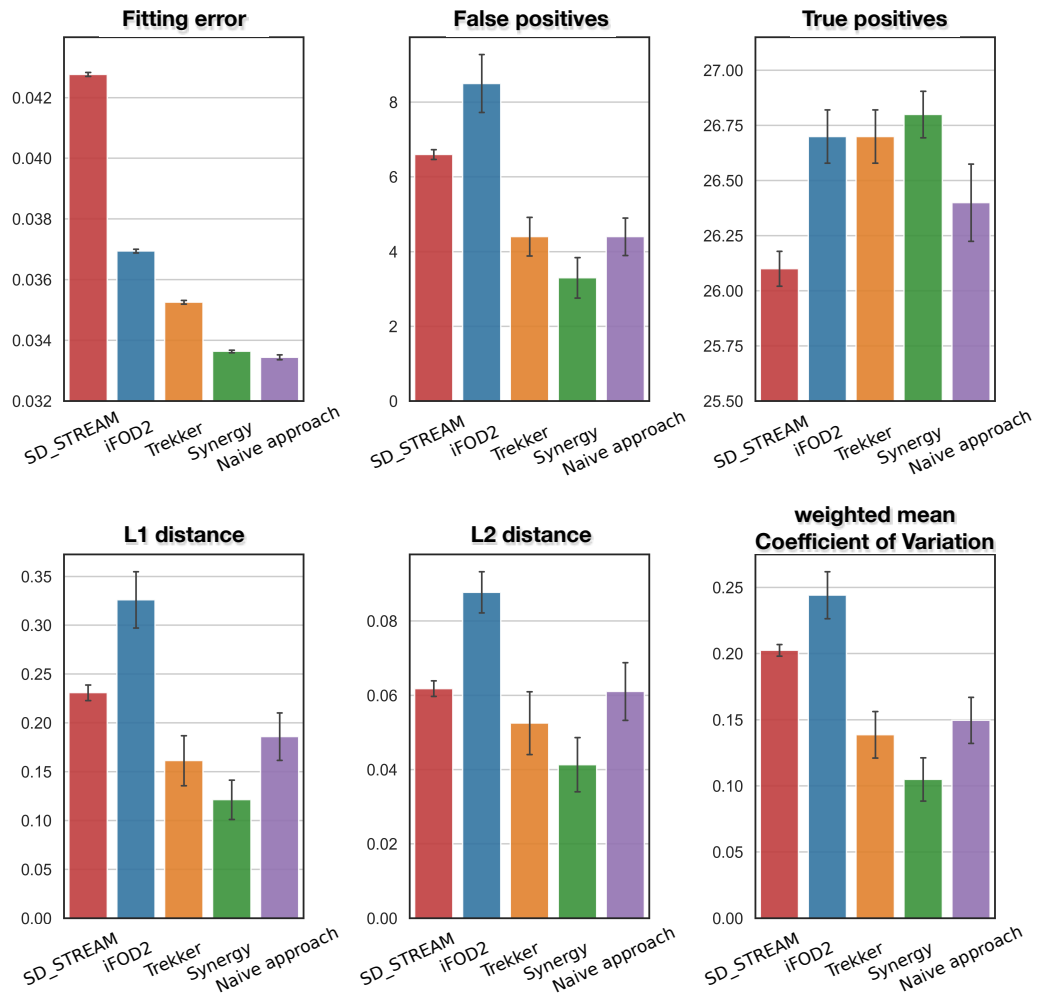 Fitting error
0.042
0.040
0.038
0.036
0.034
0.032
SD_STREAM
iFOD2
Trekker
Synergy
Naive approach
False positives
8
6
4
2
0
SD_STREAM
iFOD2
Trekker
Synergy
Naive approach
True positives
27.00
26.75
26.50
26.25
26.00
25.75
25.50
SD_STREAM
iFOD2
Trekker
Synergy
Naive approach
L1 distance
0.35
0.30
0.25
0.20
0.15
0.10
0.05
0.00
SD_STREAM
iFOD2
Trekker
Synergy
Naive approach
L2 distance
0.08
0.06
0.04
0.02
0.00
SD_STREAM
iFOD2
Trekker
Synergy
Naive approach
weighted mean
Coefficient of Variation
0.25
0.20
0.15
0.10
0.05
0.00
SD_STREAM
iFOD2
Trekker
Synergy
Naive approach